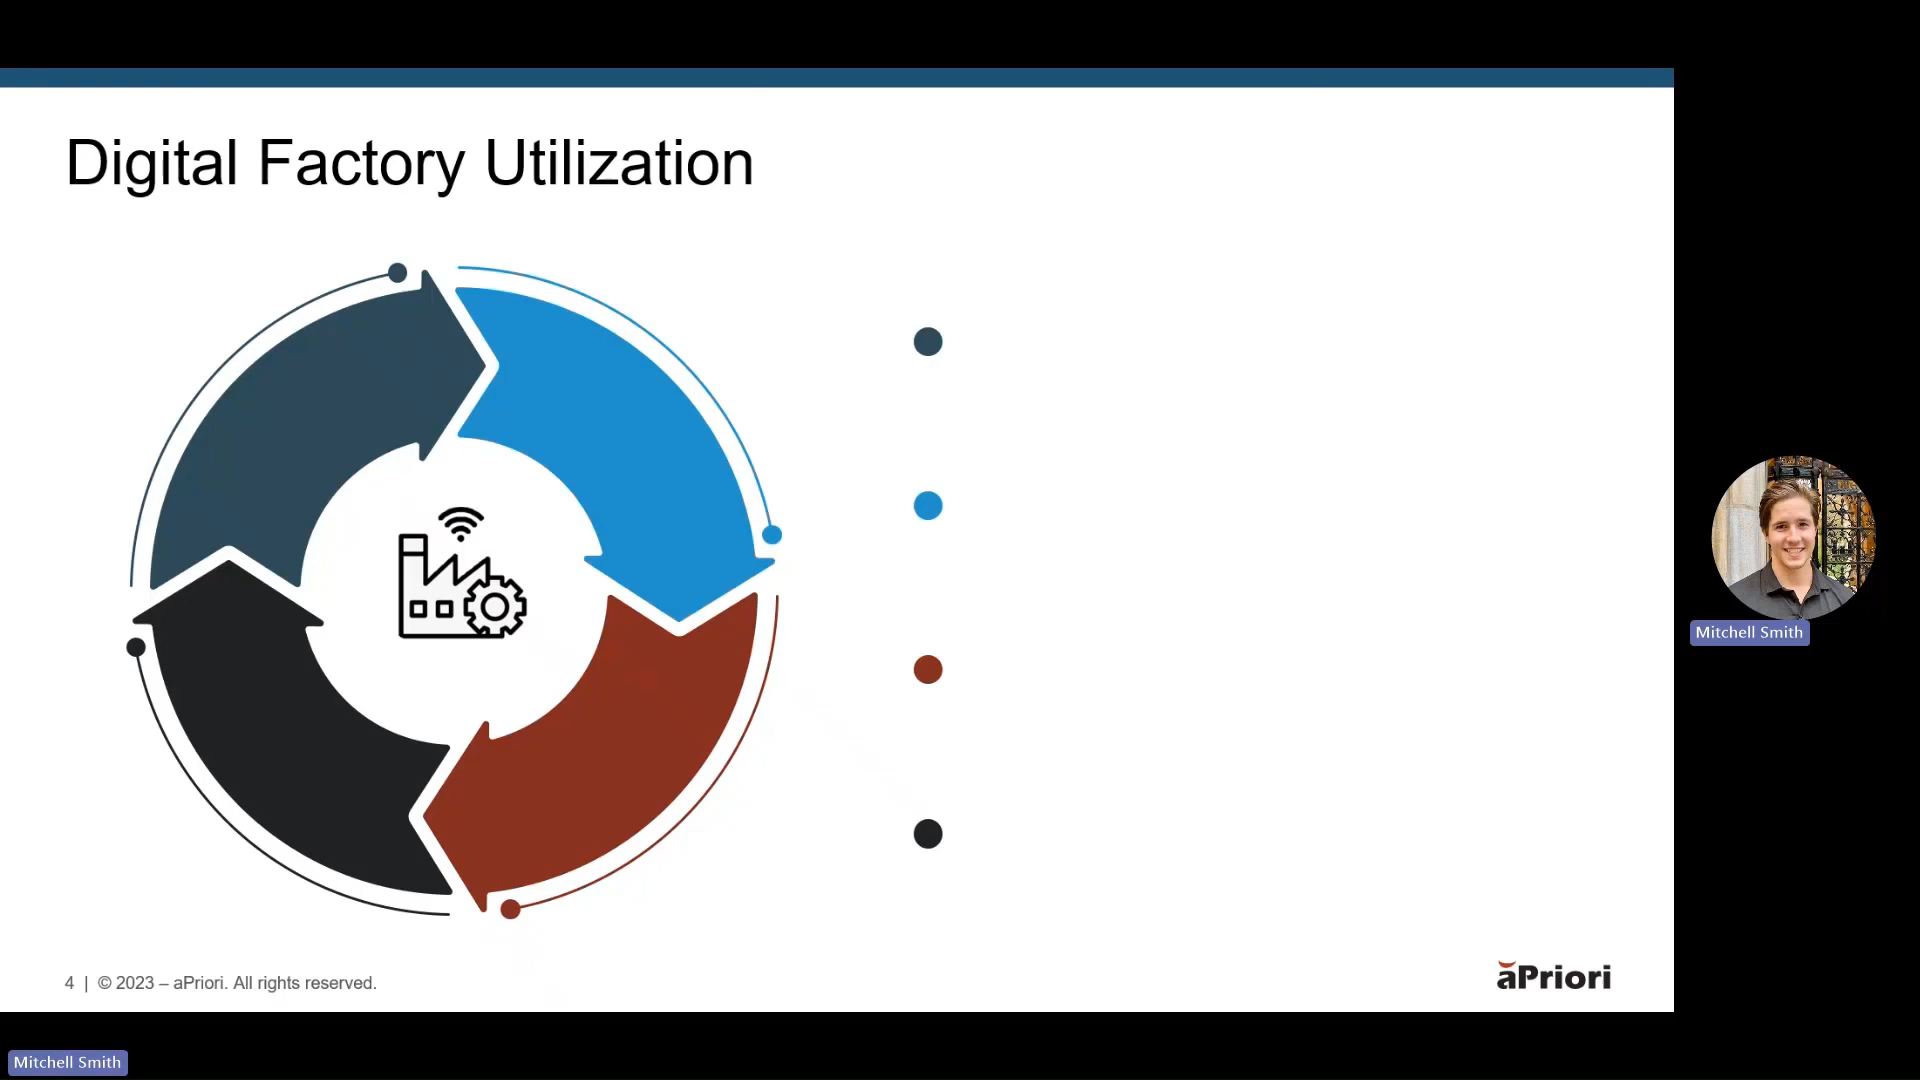 Digital Factory Utilization
Mitchell Smith
4 | © 2023 – aPriori. All rights reserved.
aPriori
Mitchell Smith